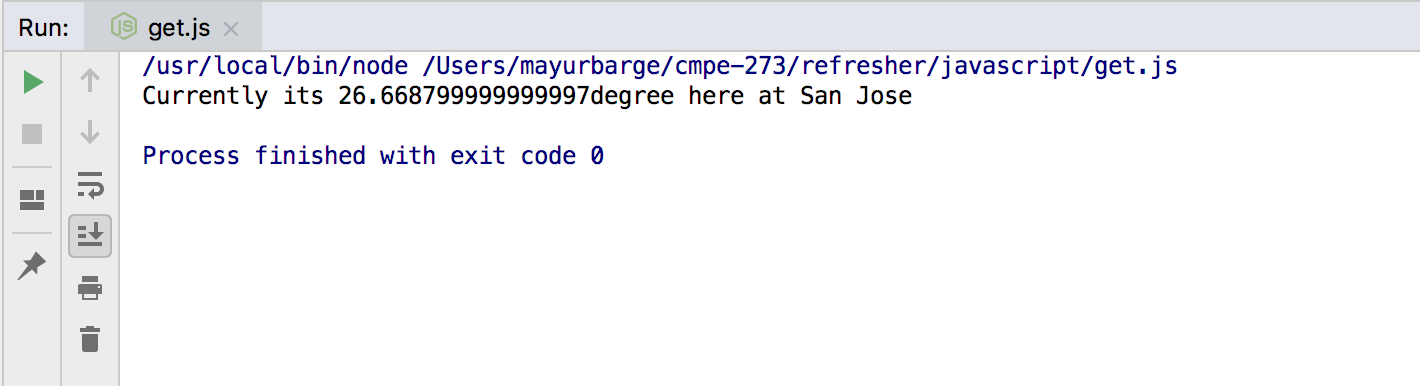 Run: JS get.js
/usr/local/bin/node /Users/mayurbarge/cmpe-273/refresher/javascript/get.js
Currently its 26.668799999999997degree here at San Jose
Process finished with exit code 0